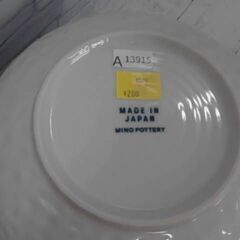 A 13915
¥200
MADE IN
JAPAN
MINO POTTERY